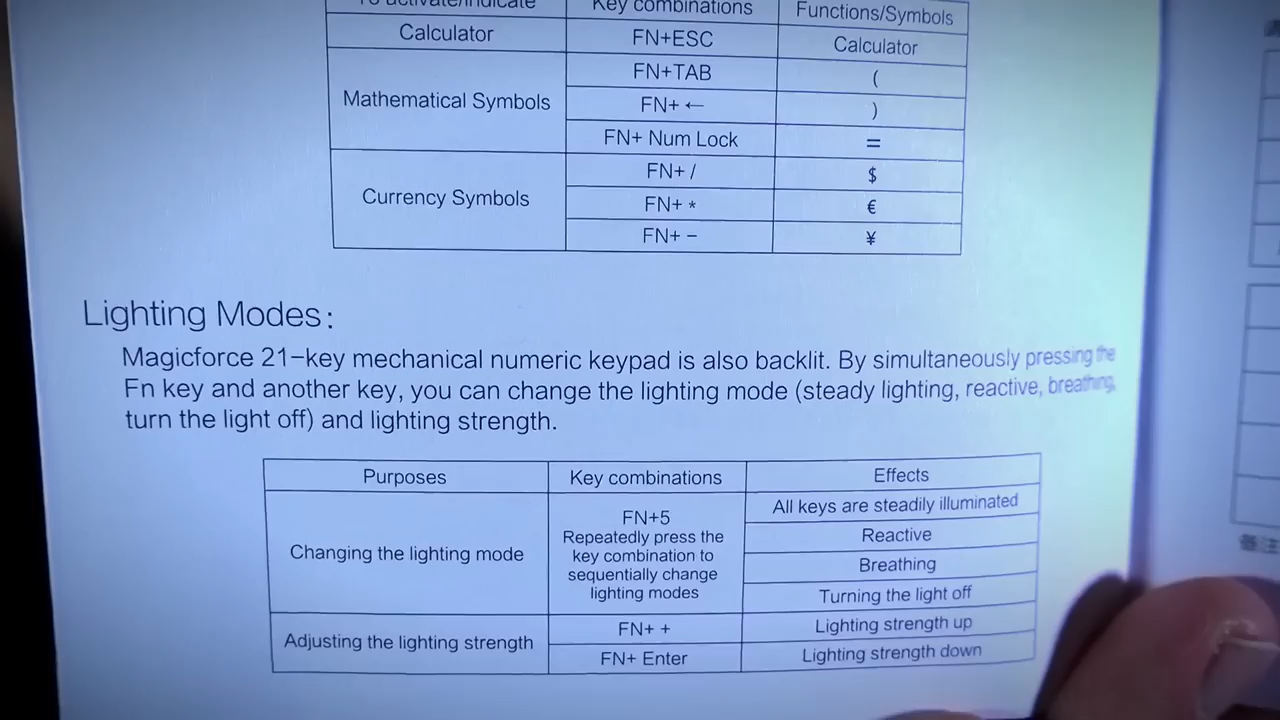 To activate/indicate Key combinations Functions/Symbols
Calculator FN+ESC Calculator
Mathematical Symbols FN+TAB (
FN+ ← )
FN+ Num Lock =
Currency Symbols FN+ / $
FN+ * €
FN+ − ¥
Lighting Modes:
Magicforce 21-key mechanical numeric keypad is also backlit. By simultaneously pressing the
Fn key and another key, you can change the lighting mode (steady lighting, reactive, breathing,
turn the light off) and lighting strength.
Purposes Key combinations Effects
Changing the lighting mode FN+5 All keys are steadily illuminated
Repeatedly press the Reactive
key combination to Breathing
sequentially change
lighting modes Turning the light off
Adjusting the lighting strength FN+ + Lighting strength up
FN+ Enter Lighting strength down